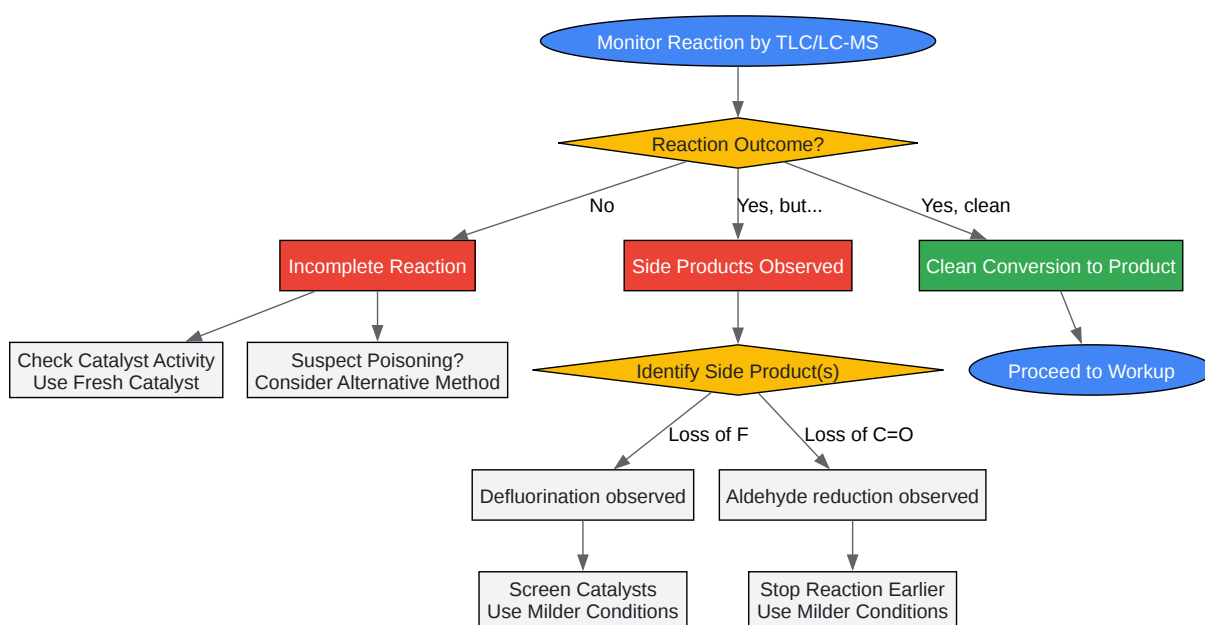 Monitor Reaction by TLC/LC-MS
Reaction Outcome?
No
Yes, but...
Yes, clean
Incomplete Reaction
Side Products Observed
Clean Conversion to Product
Check Catalyst Activity
Use Fresh Catalyst
Suspect Poisoning?
Consider Alternative Method
Identify Side Product(s)
Proceed to Workup
Loss of F
Loss of C=O
Defluorination observed
Aldehyde reduction observed
Screen Catalysts
Use Milder Conditions
Stop Reaction Earlier
Use Milder Conditions